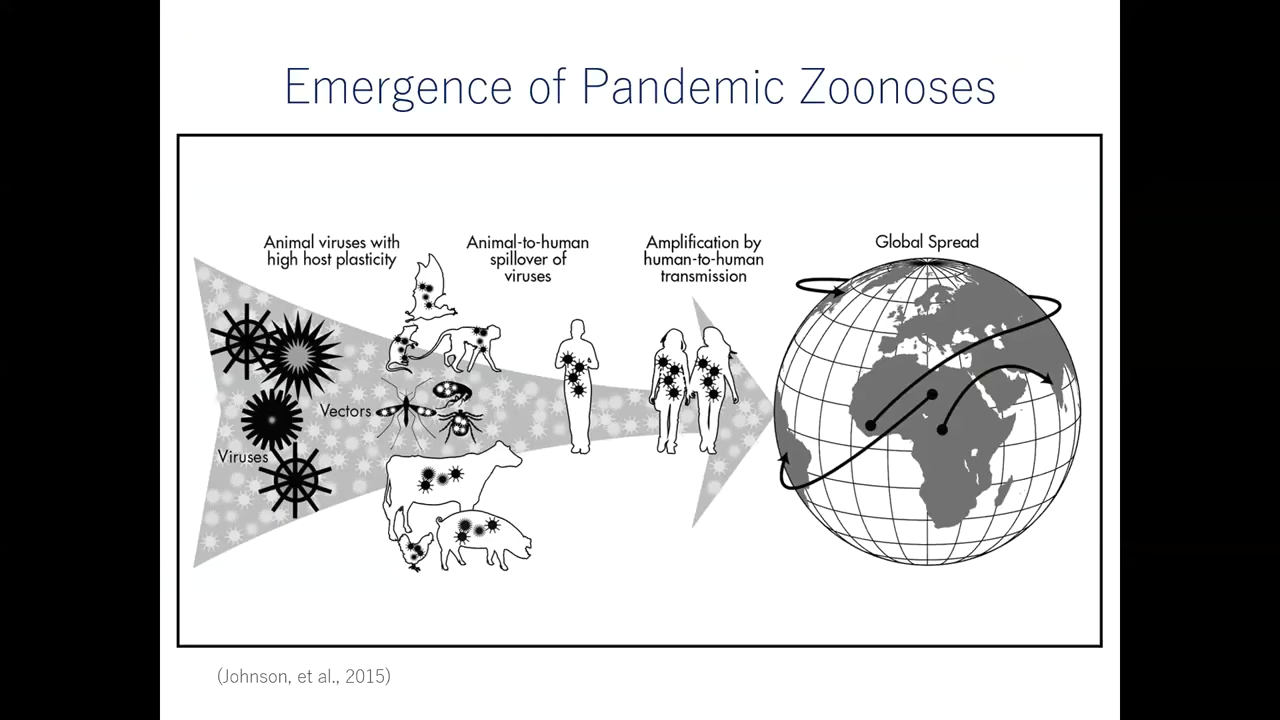 Emergence of Pandemic Zoonoses
Animal viruses with
high host plasticity
Animal-to-human
spillover of
viruses
Amplification by
human-to-human
transmission
Global Spread
Vectors
Viruses
(Johnson, et al., 2015)